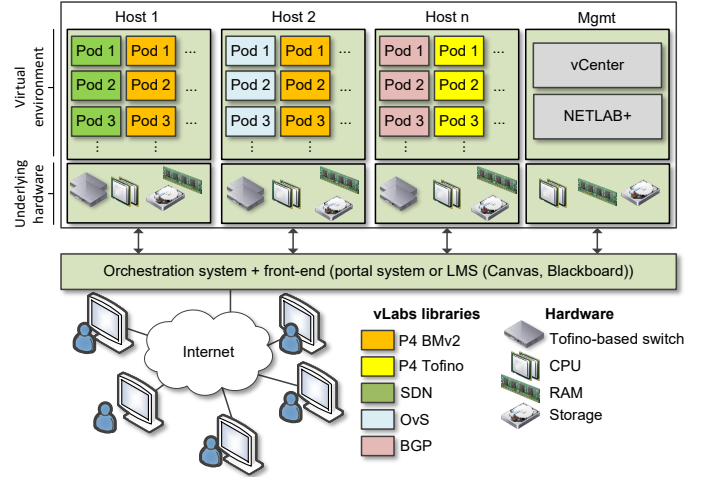 Host 1 Host 2 Host n Mgmt
Virtual environment
Pod 1 Pod 1 ... Pod 1 Pod 1 ... Pod 1 Pod 1 ... vCenter
Pod 2 Pod 2 ... Pod 2 Pod 2 ... Pod 2 Pod 2 ...
Pod 3 Pod 3 ... Pod 3 Pod 3 ... Pod 3 Pod 3 ... NETLAB+
Underlying hardware
Orchestration system + front-end (portal system or LMS (Canvas, Blackboard))
Internet
vLabs libraries
P4 BMv2
P4 Tofino
SDN
OvS
BGP
Hardware
Tofino-based switch
CPU
RAM
Storage